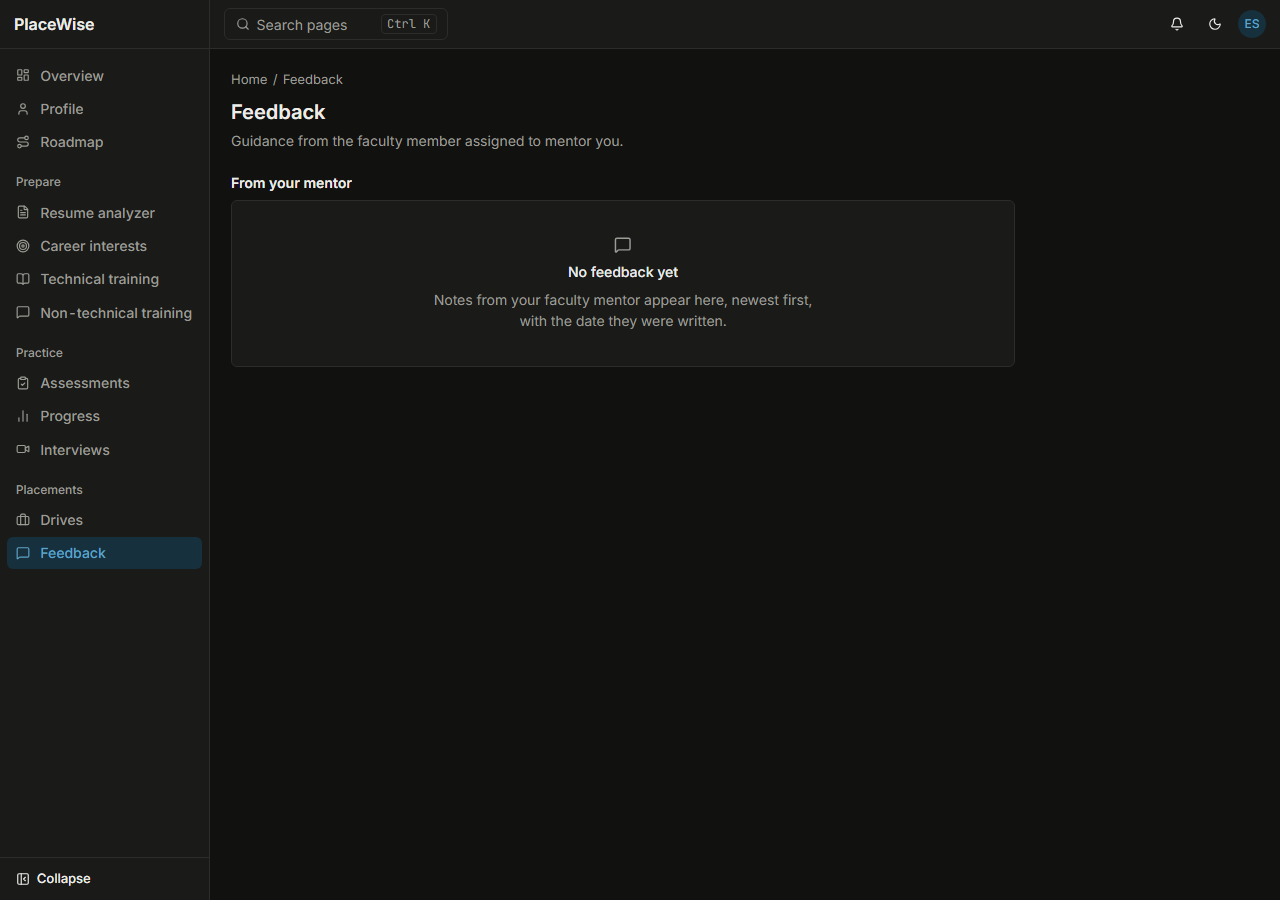 PlaceWise
Search pages
Ctrl K
ES
Overview
Profile
Roadmap
Prepare
Resume analyzer
Career interests
Technical training
Non-technical training
Practice
Assessments
Progress
Interviews
Placements
Drives
Feedback
Collapse
Home / Feedback
Feedback
Guidance from the faculty member assigned to mentor you.
From your mentor
No feedback yet
Notes from your faculty mentor appear here, newest first,
with the date they were written.